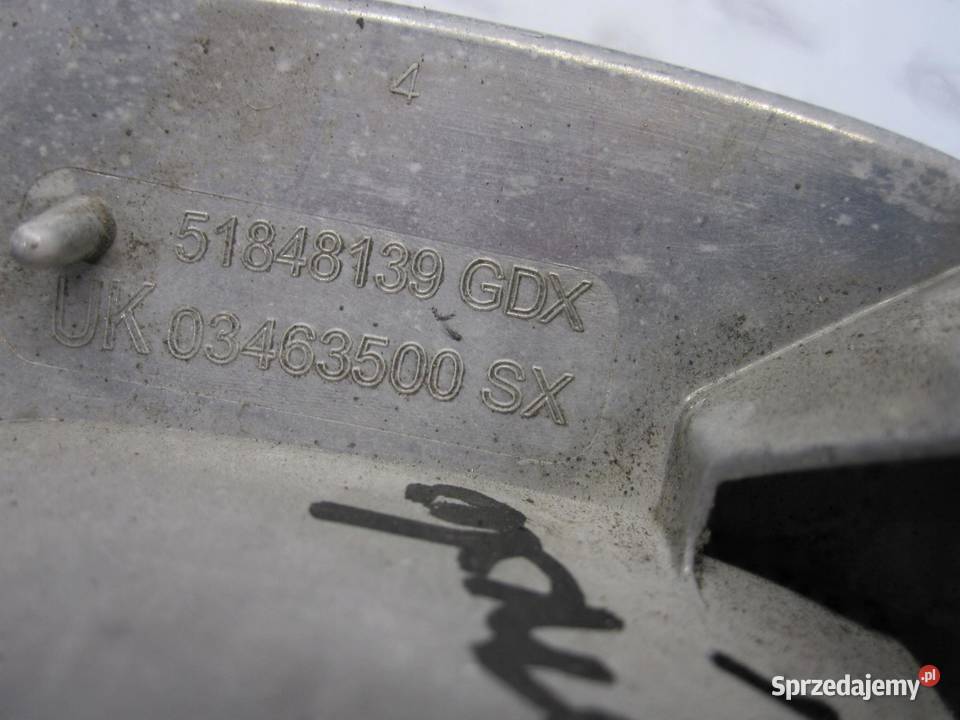 4
51848139 GDX
UK 03463500 SX
Sprzedajemy.pl